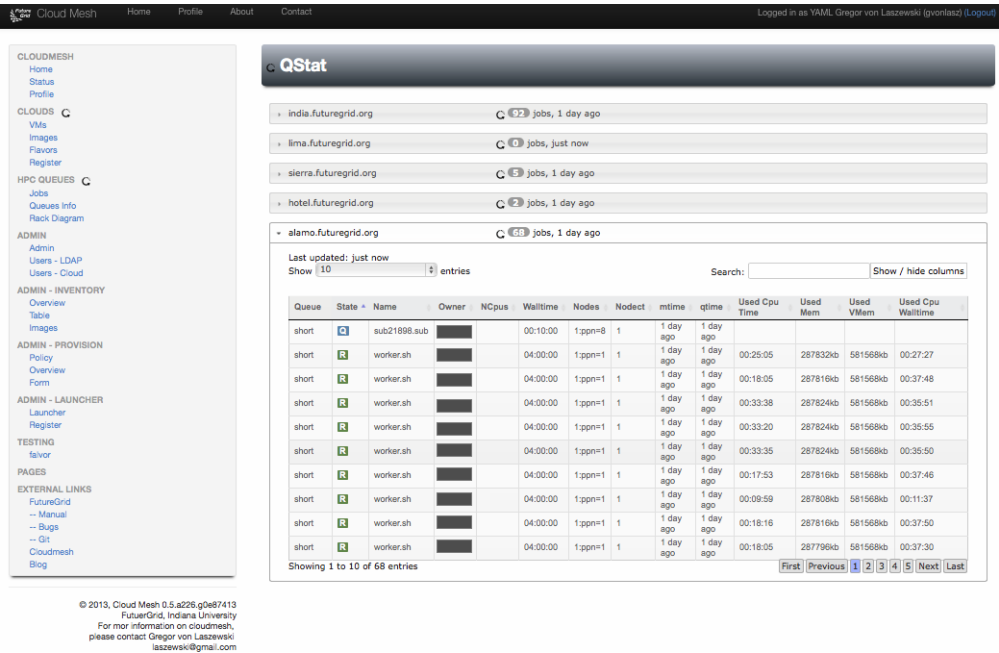 Future Grid Cloud Mesh Home Profile About Contact Logged in as YAML Gregor von Laszewski (gvonlasz) (Logout)
CLOUDMESH
Home
Status
Profile
CLOUDS
VMs
Images
Flavors
Register
HPC QUEUES
Jobs
Queues Info
Rack Diagram
ADMIN
Admin
Users - LDAP
Users - Cloud
ADMIN - INVENTORY
Overview
Table
Images
ADMIN - PROVISION
Policy
Overview
Form
ADMIN - LAUNCHER
Launcher
Register
TESTING
falvor
PAGES
EXTERNAL LINKS
FutureGrid
-- Manual
-- Bugs
-- Git
Cloudmesh
Blog
© 2013, Cloud Mesh 0.5.a226.g0e87413
FutuerGrid, Indiana University
For mor information on cloudmesh,
please contact Gregor von Laszewski
laszewski@gmail.com
QStat
india.futuregrid.org 92 jobs, 1 day ago
lima.futuregrid.org 0 jobs, just now
sierra.futuregrid.org 5 jobs, 1 day ago
hotel.futuregrid.org 2 jobs, 1 day ago
alamo.futuregrid.org 68 jobs, 1 day ago
Last updated: just now
Show 10 entries Search: Show / hide columns
Queue State Name Owner NCpus Walltime Nodes Nodect mtime qtime Used Cpu Time Used Mem Used VMem Used Cpu Walltime
short Q sub21898.sub 00:10:00 1:ppn=8 1 1 day ago 1 day ago
short R worker.sh 04:00:00 1:ppn=1 1 1 day ago 1 day ago 00:25:05 287832kb 581568kb 00:27:27
short R worker.sh 04:00:00 1:ppn=1 1 1 day ago 1 day ago 00:18:05 287816kb 581568kb 00:37:48
short R worker.sh 04:00:00 1:ppn=1 1 1 day ago 1 day ago 00:33:38 287824kb 581568kb 00:35:51
short R worker.sh 04:00:00 1:ppn=1 1 1 day ago 1 day ago 00:33:20 287824kb 581568kb 00:35:55
short R worker.sh 04:00:00 1:ppn=1 1 1 day ago 1 day ago 00:33:35 287824kb 581568kb 00:35:50
short R worker.sh 04:00:00 1:ppn=1 1 1 day ago 1 day ago 00:17:53 287816kb 581568kb 00:37:46
short R worker.sh 04:00:00 1:ppn=1 1 1 day ago 1 day ago 00:09:59 287808kb 581568kb 00:11:37
short R worker.sh 04:00:00 1:ppn=1 1 1 day ago 1 day ago 00:18:16 287816kb 581568kb 00:37:50
short R worker.sh 04:00:00 1:ppn=1 1 1 day ago 1 day ago 00:18:05 287796kb 581568kb 00:37:30
Showing 1 to 10 of 68 entries First Previous 1 2 3 4 5 Next Last